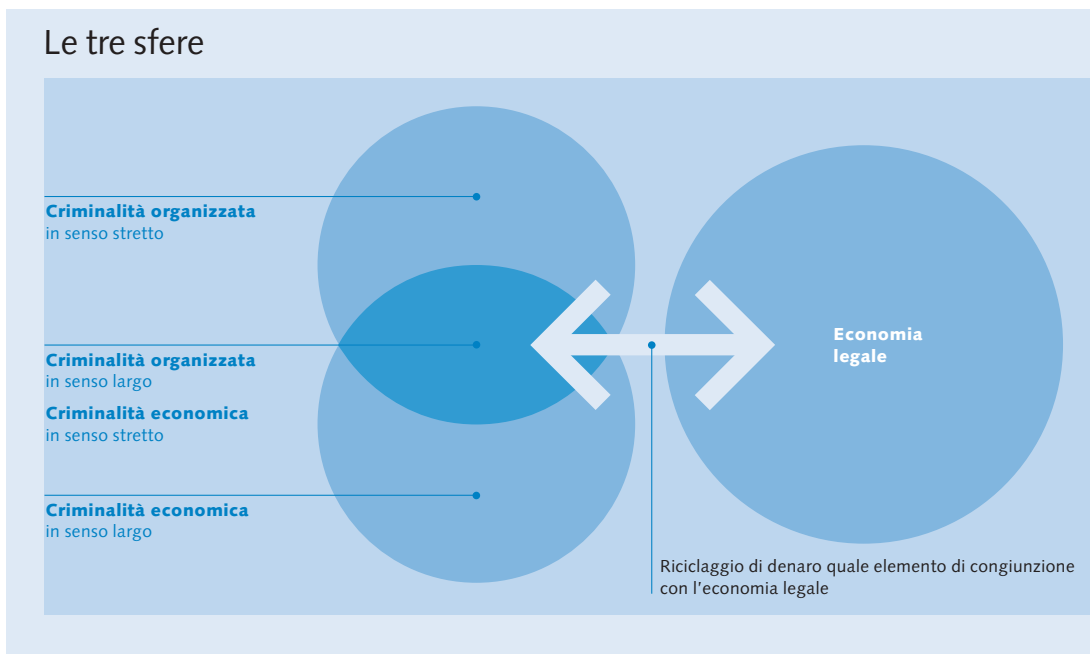 Le tre sfere
Criminalità organizzata
in senso stretto
Criminalità organizzata
in senso largo
Criminalità economica
in senso stretto
Criminalità economica
in senso largo
Economia
legale
Riciclaggio di denaro quale elemento di congiunzione
con l'economia legale